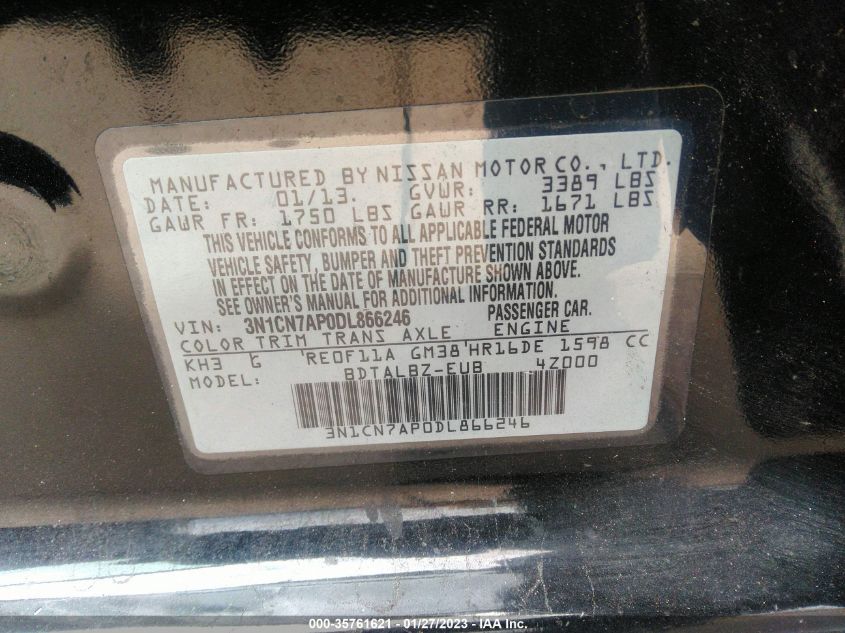 MANUFACTURED BY NISSAN MOTOR CO., LTD.
DATE: 01/13. GVWR: 3389 LBS
GAWR FR: 1750 LBS GAWR RR: 1671 LBS
THIS VEHICLE CONFORMS TO ALL APPLICABLE FEDERAL MOTOR
VEHICLE SAFETY, BUMPER AND THEFT PREVENTION STANDARDS
IN EFFECT ON THE DATE OF MANUFACTURE SHOWN ABOVE.
SEE OWNER'S MANUAL FOR ADDITIONAL INFORMATION.
VIN: 3N1CN7AP0DL866246 PASSENGER CAR.
COLOR TRIM TRANS AXLE ENGINE
KH3 G 'RE0F11A GM38'HR16DE 1598 CC
MODEL: BDTALBZ-EUB 4Z000
3N1CN7AP0DL866246
000-35761621 - 01/27/2023 - IAA Inc.